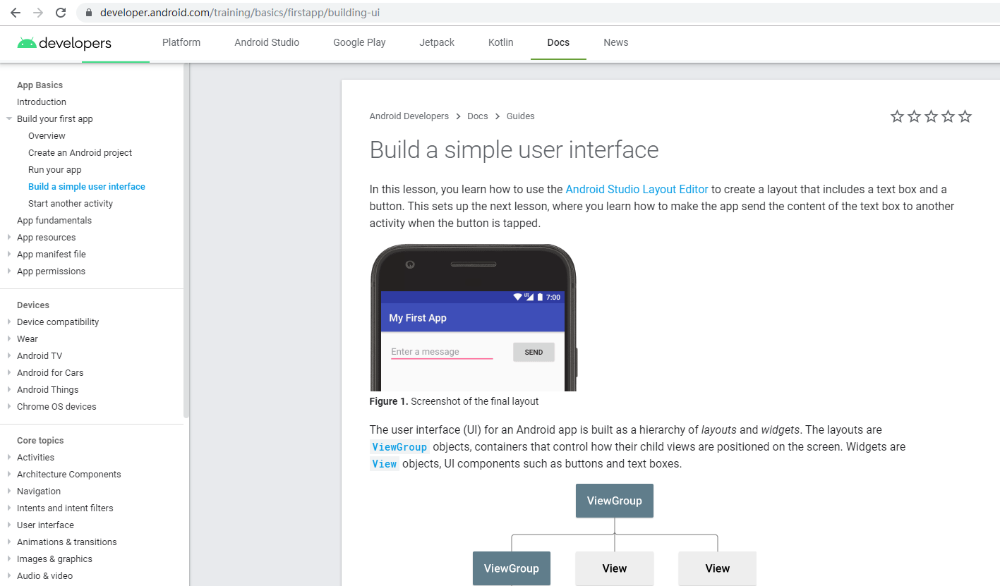 developer.android.com/training/basics/firstapp/building-ui
developers
Platform
Android Studio
Google Play
Jetpack
Kotlin
Docs
News
App Basics
Introduction
Build your first app
Overview
Create an Android project
Run your app
Build a simple user interface
Start another activity
App fundamentals
App resources
App manifest file
App permissions
Devices
Device compatibility
Wear
Android TV
Android for Cars
Android Things
Chrome OS devices
Core topics
Activities
Architecture Components
Navigation
Intents and intent filters
User interface
Animations & transitions
Images & graphics
Audio & video
Android Developers > Docs > Guides
Build a simple user interface
In this lesson, you learn how to use the Android Studio Layout Editor to create a layout that includes a text box and a
button. This sets up the next lesson, where you learn how to make the app send the content of the text box to another
activity when the button is tapped.
LTE 7:00
My First App
Enter a message
SEND
Figure 1. Screenshot of the final layout
The user interface (UI) for an Android app is built as a hierarchy of layouts and widgets. The layouts are
ViewGroup objects, containers that control how their child views are positioned on the screen. Widgets are
View objects, UI components such as buttons and text boxes.
ViewGroup
ViewGroup
View
View